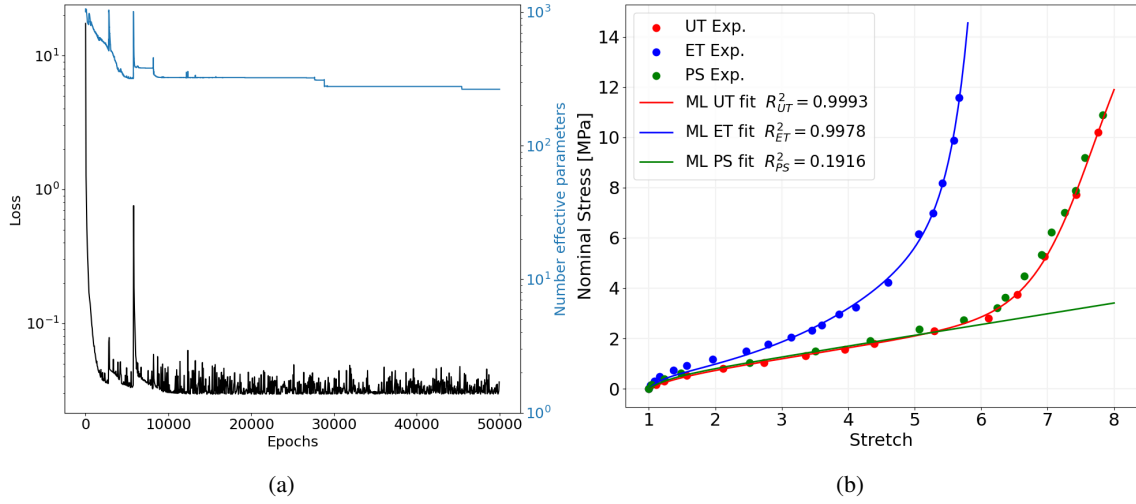 10¹
10⁰
10⁻¹
Loss
0
10000
20000
30000
40000
50000
Epochs
10³
10²
10¹
10⁰
Number effective parameters
(a)
14
12
10
8
6
4
2
0
Nominal Stress [MPa]
UT Exp.
ET Exp.
PS Exp.
ML UT fit R²_UT = 0.9993
ML ET fit R²_ET = 0.9978
ML PS fit R²_PS = 0.1916
1
2
3
4
5
6
7
8
Stretch
(b)